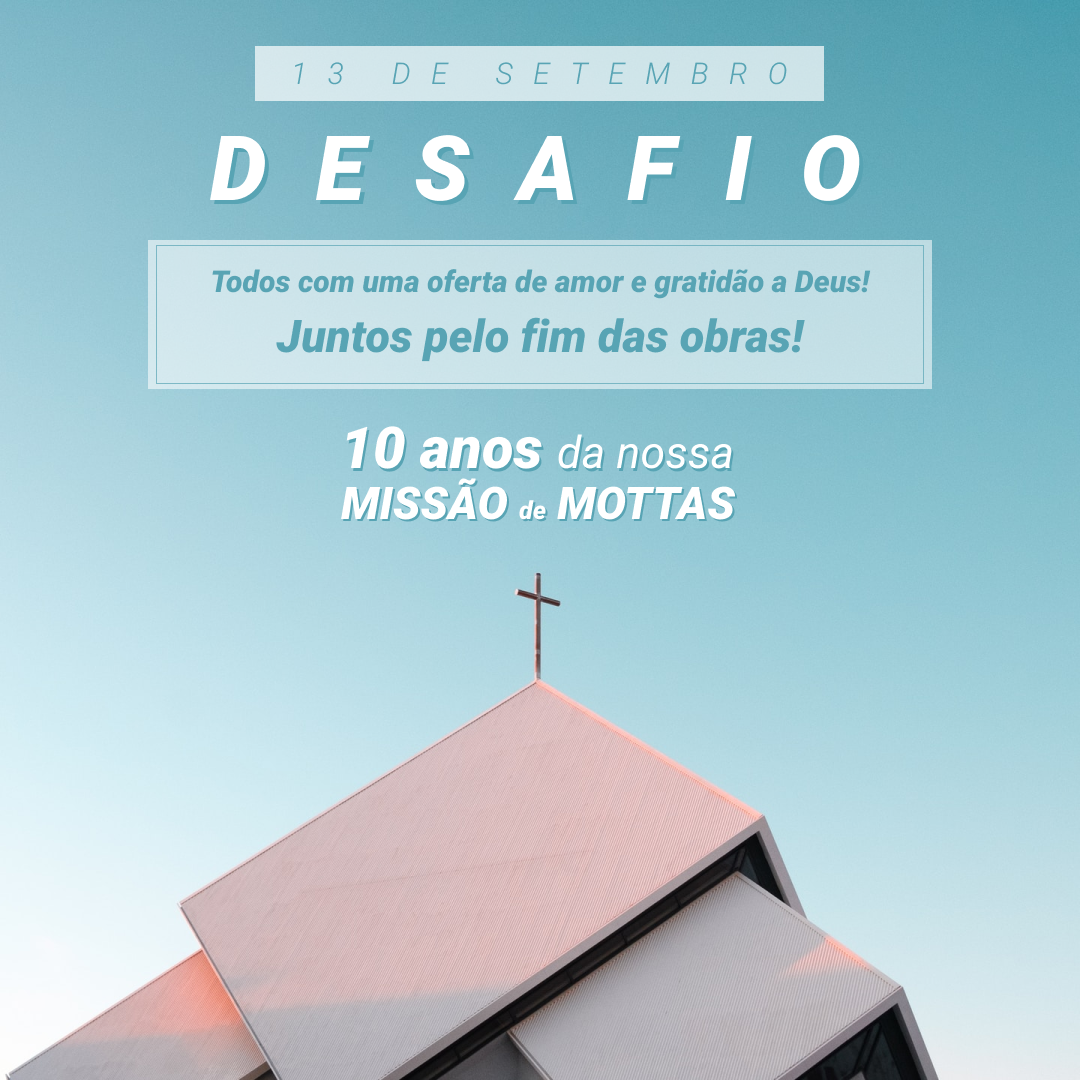 13 DE SETEMBRO
DESAFIO
Todos com uma oferta de amor e gratidão a Deus!
Juntos pelo fim das obras!
10 anos da nossa
MISSÃO de MOTTAS